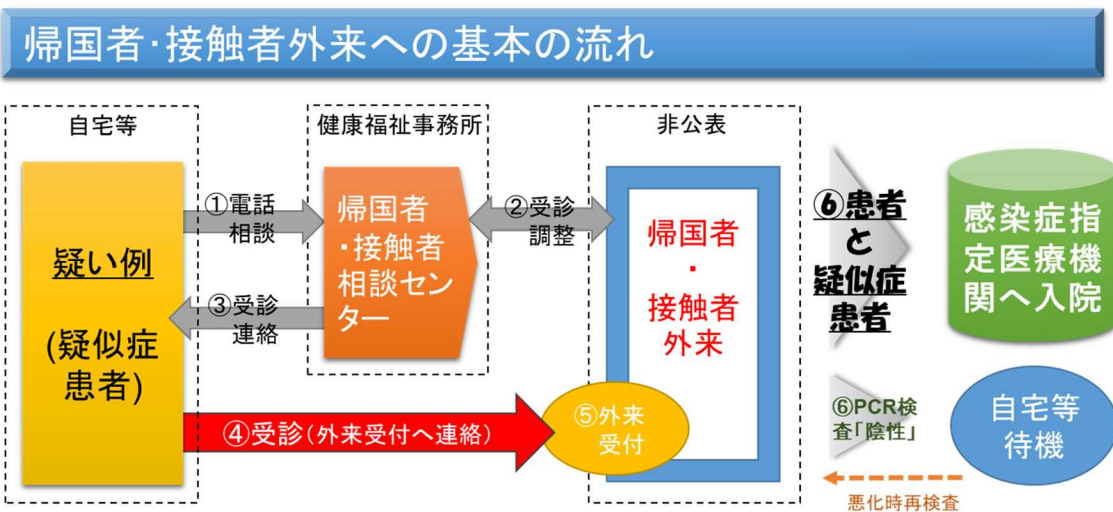 帰国者･接触者外来への基本の流れ
自宅等
健康福祉事務所
非公表
疑い例
(疑似症
患者)
①電話
相談
帰国者
・接触者
相談セン
ター
②受診
調整
③受診
連絡
帰国者
・
接触者
外来
④受診(外来受付へ連絡)
⑤外来
受付
⑥患者
と
疑似症
患者
感染症指
定医療機
関へ入院
⑥PCR検
査｢陰性｣
自宅等
待機
悪化時再検査